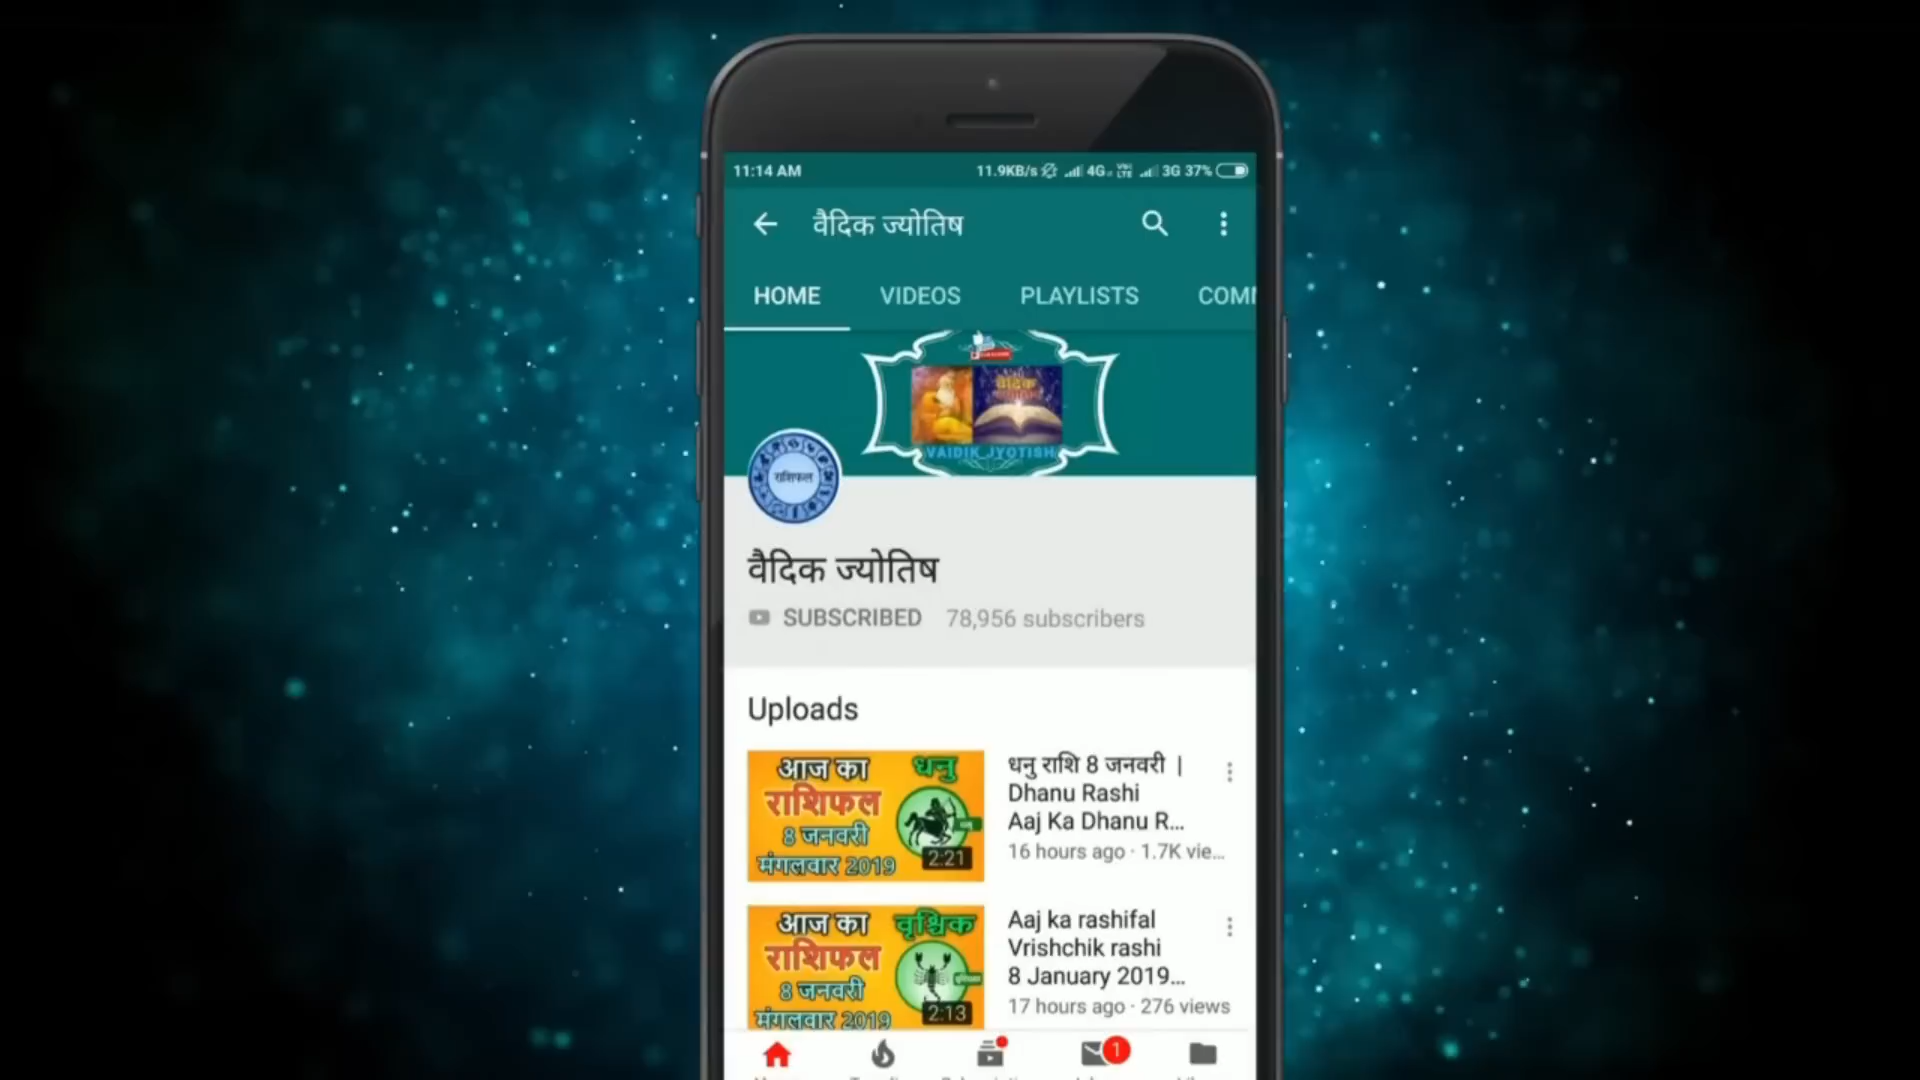 11:14 AM
11.9KB/s 4G 3G 37%
वैदिक ज्योतिष
HOME VIDEOS PLAYLISTS COMM
वैदिक
VAIDIK JYOTISH
राशिफल
वैदिक ज्योतिष
SUBSCRIBED 78,956 subscribers
Uploads
आज का धनु
राशिफल
8 जनवरी
मंगलवार 2019
2:21
धनु राशि 8 जनवरी |
Dhanu Rashi
Aaj Ka Dhanu R...
16 hours ago · 1.7K vie...
आज का वृश्चिक
राशिफल
8 जनवरी
मंगलवार 2019
2:13
Aaj ka rashifal
Vrishchik rashi
8 January 2019...
17 hours ago · 276 views
1